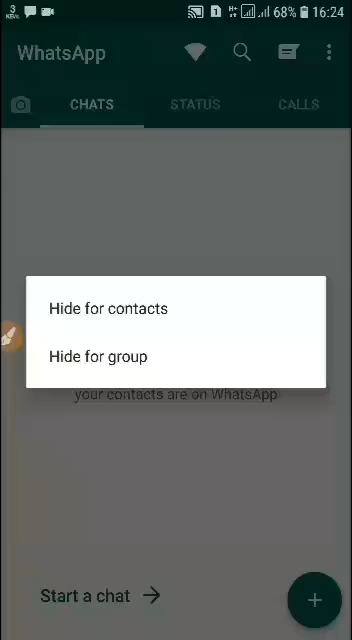 3 KB/s 1 H+ 68% 16:24
WhatsApp
CHATS STATUS CALLS
Hide for contacts
Hide for group
your contacts are on WhatsApp
Start a chat